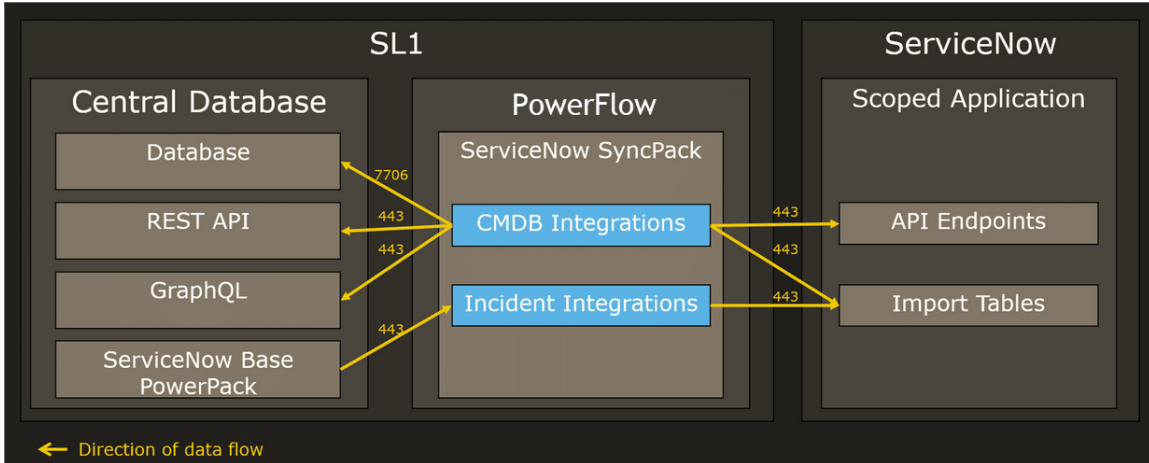 SL1
ServiceNow
Central Database
PowerFlow
Scoped Application
Database
ServiceNow SyncPack
7706
REST API
443
CMDB Integrations
443
API Endpoints
443
443
GraphQL
Incident Integrations
443
Import Tables
443
ServiceNow Base
PowerPack
Direction of data flow